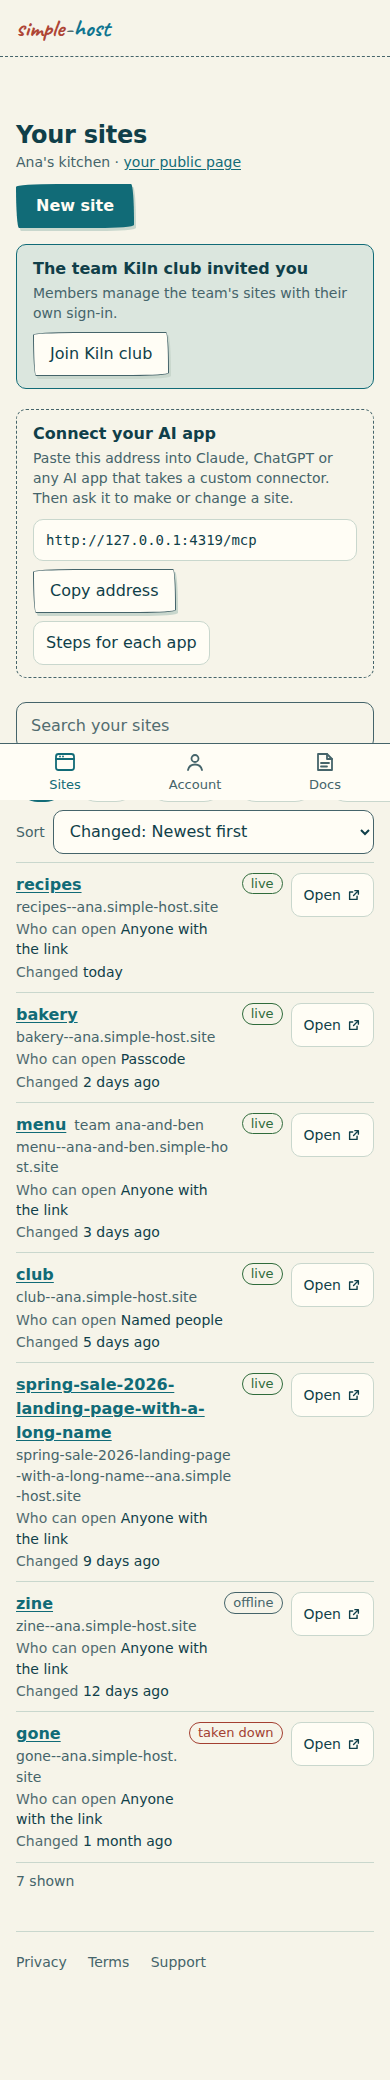 simple-host
Your sites
Ana's kitchen · your public page
New site
The team Kiln club invited you
Members manage the team's sites with their
own sign-in.
Join Kiln club
Connect your AI app
Paste this address into Claude, ChatGPT or
any AI app that takes a custom connector.
Then ask it to make or change a site.
http://127.0.0.1:4319/mcp
Copy address
Steps for each app
Search your sites
Sites Account Docs
Sort Changed: Newest first
recipes live Open
recipes--ana.simple-host.site
Who can open Anyone with
the link
Changed today
bakery live Open
bakery--ana.simple-host.site
Who can open Passcode
Changed 2 days ago
menu team ana-and-ben live Open
menu--ana-and-ben.simple-ho
st.site
Who can open Anyone with
the link
Changed 3 days ago
club live Open
club--ana.simple-host.site
Who can open Named people
Changed 5 days ago
spring-sale-2026- live Open
landing-page-with-a-
long-name
spring-sale-2026-landing-page
-with-a-long-name--ana.simple
-host.site
Who can open Anyone with
the link
Changed 9 days ago
zine offline Open
zine--ana.simple-host.site
Who can open Anyone with
the link
Changed 12 days ago
gone taken down Open
gone--ana.simple-host.
site
Who can open Anyone
with the link
Changed 1 month ago
7 shown
Privacy Terms Support